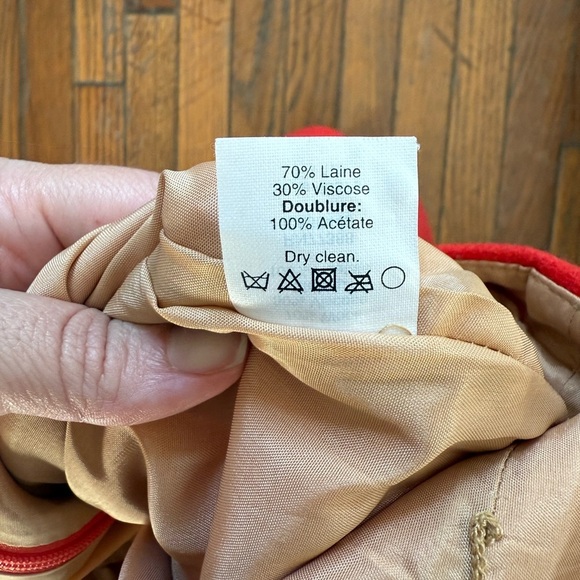 70% Laine
30% Viscose
Doublure:
100% Acétate
Dry clean.